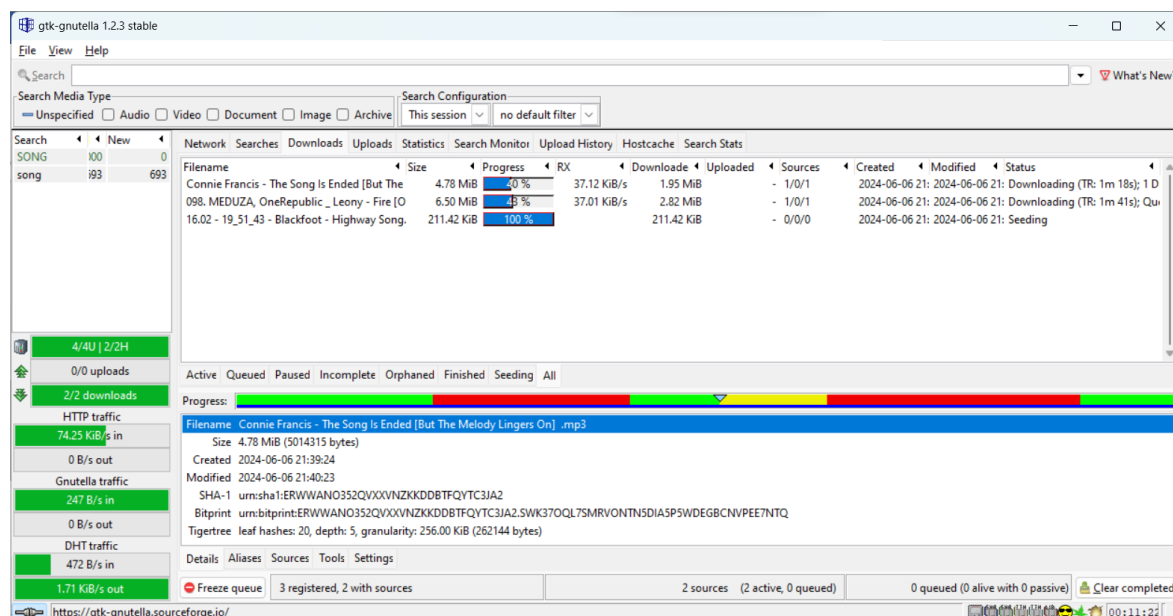 gtk-gnutella 1.2.3 stable
File View Help
Search What's New
Search Media Type Search Configuration
Unspecified Audio Video Document Image Archive This session no default filter
Search New Network Searches Downloads Uploads Statistics Search Monitor Upload History Hostcache Search Stats
SONG 000 0
song 693
Filename Size Progress RX Downloade Uploaded Sources Created Modified Status
Connie Francis - The Song Is Ended [But The 4.78 MiB 40 % 37.12 KiB/s 1.95 MiB - 1/0/1 2024-06-06 21: 2024-06-06 21: Downloading (TR: 1m 18s); 1 D
098. MEDUZA, OneRepublic _ Leony - Fire [O 6.50 MiB 43 % 37.01 KiB/s 2.82 MiB - 1/0/1 2024-06-06 21: 2024-06-06 21: Downloading (TR: 1m 41s); Qu
16.02 - 19_51_43 - Blackfoot - Highway Song. 211.42 KiB 100 % 211.42 KiB - 0/0/0 2024-06-06 21: 2024-06-06 21: Seeding
4/4U | 2/2H
0/0 uploads
2/2 downloads
HTTP traffic
74.25 KiB/s in
0 B/s out
Gnutella traffic
247 B/s in
0 B/s out
DHT traffic
472 B/s in
1.71 KiB/s out
Active Queued Paused Incomplete Orphaned Finished Seeding All
Progress:
Filename Connie Francis - The Song Is Ended [But The Melody Lingers On] .mp3
Size 4.78 MiB (5014315 bytes)
Created 2024-06-06 21:39:24
Modified 2024-06-06 21:40:23
SHA-1 urn:sha1:ERWWANO352QVXXVNZKKDDBTFQYTC3JA2
Bitprint urn:bitprint:ERWWANO352QVXXVNZKKDDBTFQYTC3JA2.SWK37OQL7SMRVONTN5DIA5P5WDEGBCNVPEE7NTQ
Tigertree leaf hashes: 20, depth: 5, granularity: 256.00 KiB (262144 bytes)
Details Aliases Sources Tools Settings
Freeze queue 3 registered, 2 with sources 2 sources (2 active, 0 queued) 0 queued (0 alive with 0 passive) Clear completed
https://gtk-gnutella.sourceforge.io/ 00:11:22